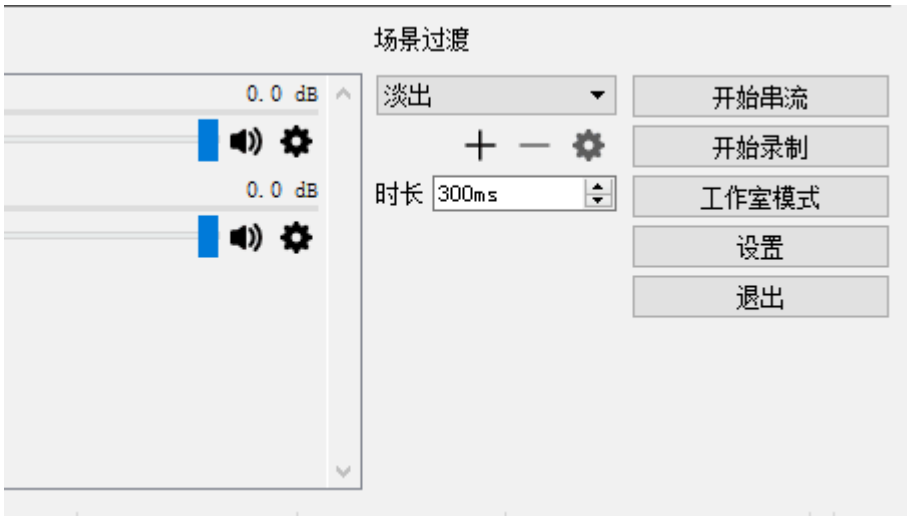 场景过渡
0.0 dB
淡出
开始串流
开始录制
0.0 dB
时长 300ms
工作室模式
设置
退出